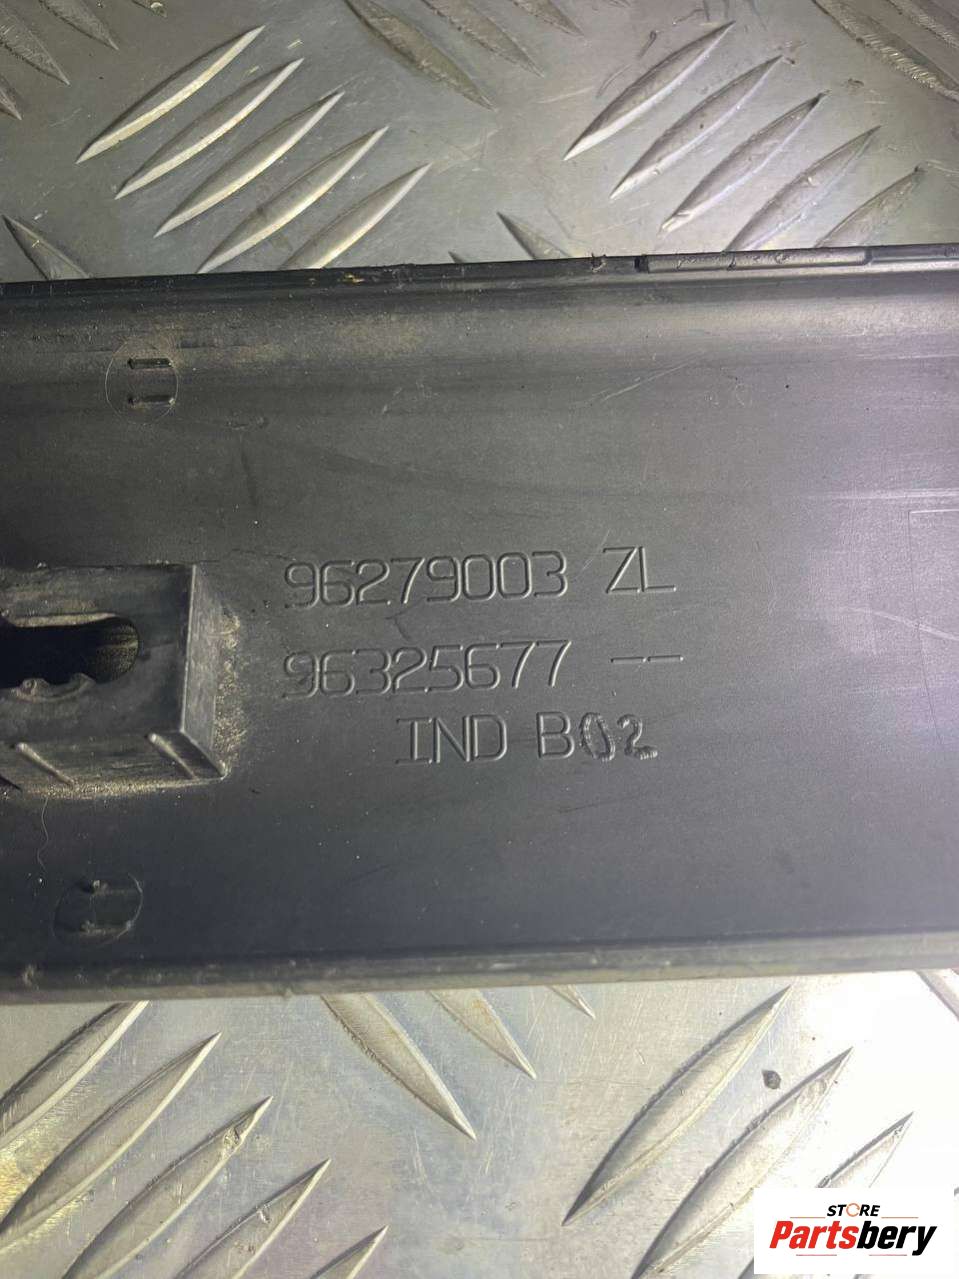 96279003 ZL
96325677 --
IND B02
STORE
Partsbery